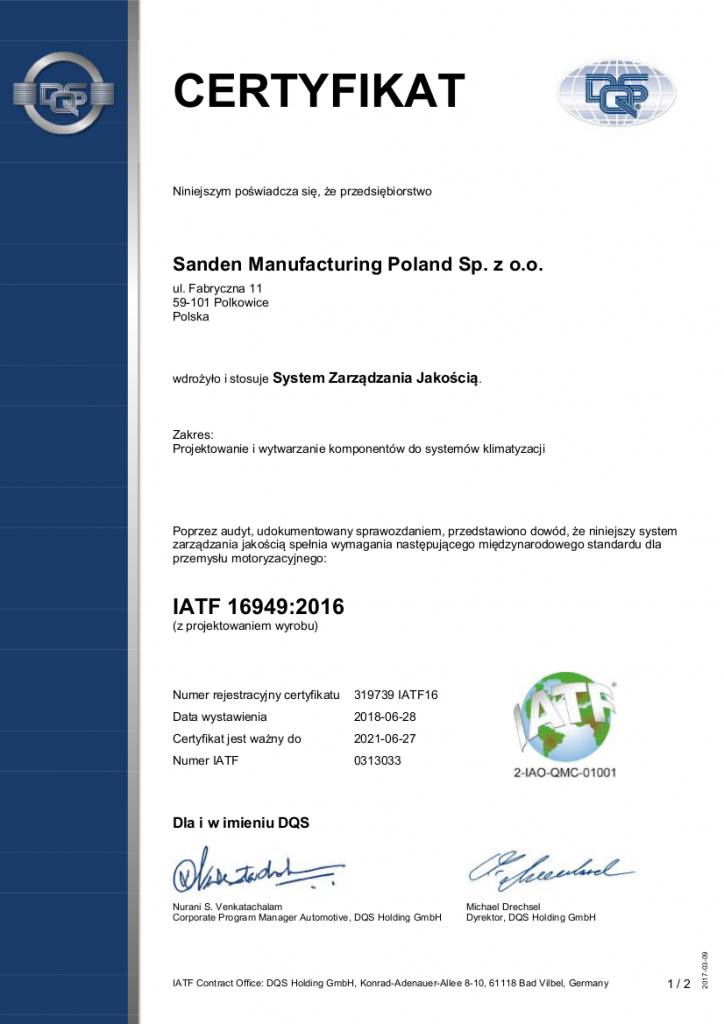 DQS
CERTYFIKAT
DQS
Niniejszym poświadcza się, że przedsiębiorstwo
Sanden Manufacturing Poland Sp. z o.o.
ul. Fabryczna 11
59-101 Polkowice
Polska
wdrożyło i stosuje System Zarządzania Jakością.
Zakres:
Projektowanie i wytwarzanie komponentów do systemów klimatyzacji
Poprzez audyt, udokumentowany sprawozdaniem, przedstawiono dowód, że niniejszy system
zarządzania jakością spełnia wymagania następującego międzynarodowego standardu dla
przemysłu motoryzacyjnego:
IATF 16949:2016
(z projektowaniem wyrobu)
Numer rejestracyjny certyfikatu 319739 IATF16
Data wystawienia 2018-06-28
Certyfikat jest ważny do 2021-06-27
Numer IATF 0313033
IATF®
2-IAO-QMC-01001
Dla i w imieniu DQS
Nurani S. Venkatachalam
Corporate Program Manager Automotive, DQS Holding GmbH
Michael Drechsel
Dyrektor, DQS Holding GmbH
IATF Contract Office: DQS Holding GmbH, Konrad-Adenauer-Allee 8-10, 61118 Bad Vilbel, Germany
1 / 2
2017-03-09